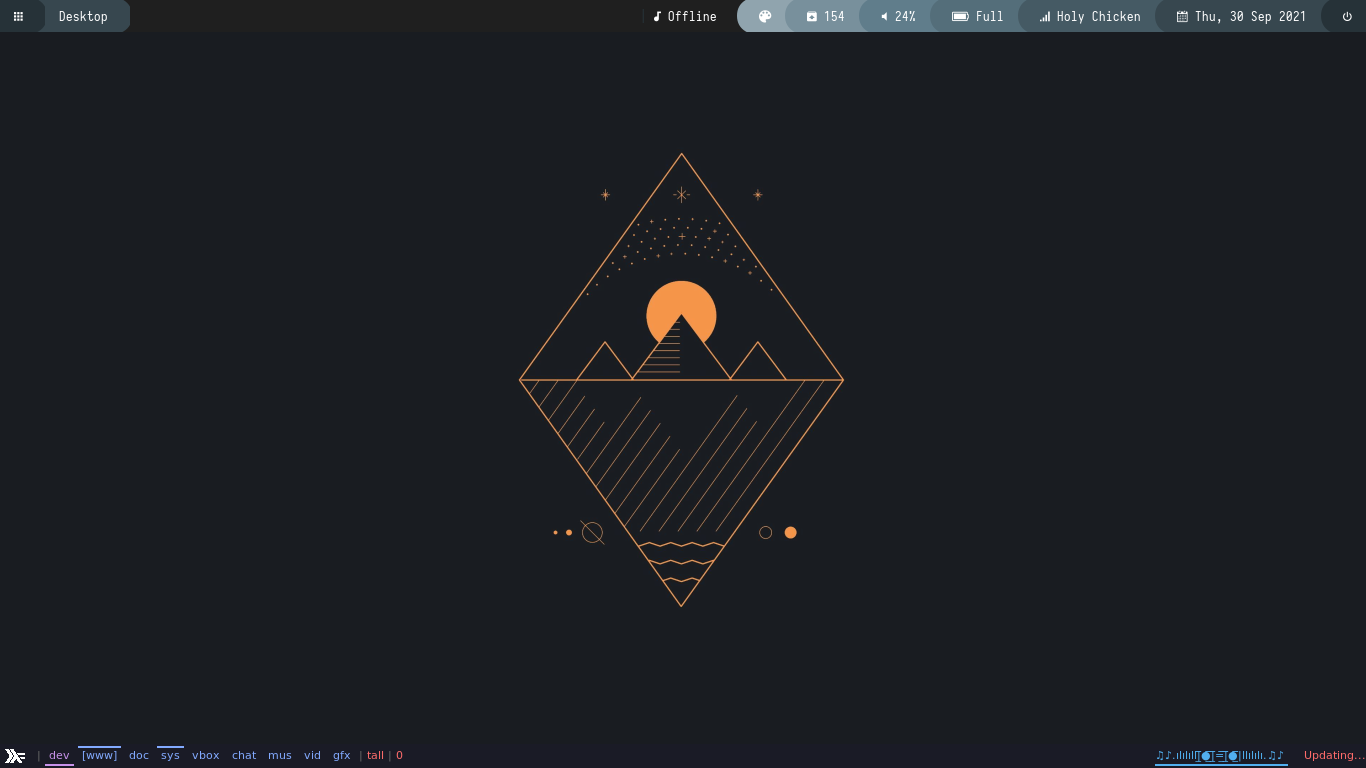 Desktop Offline 154 24% Full Holy Chicken Thu, 30 Sep 2021
| dev [www] doc sys vbox chat mus vid gfx | tall | 0 Updating...